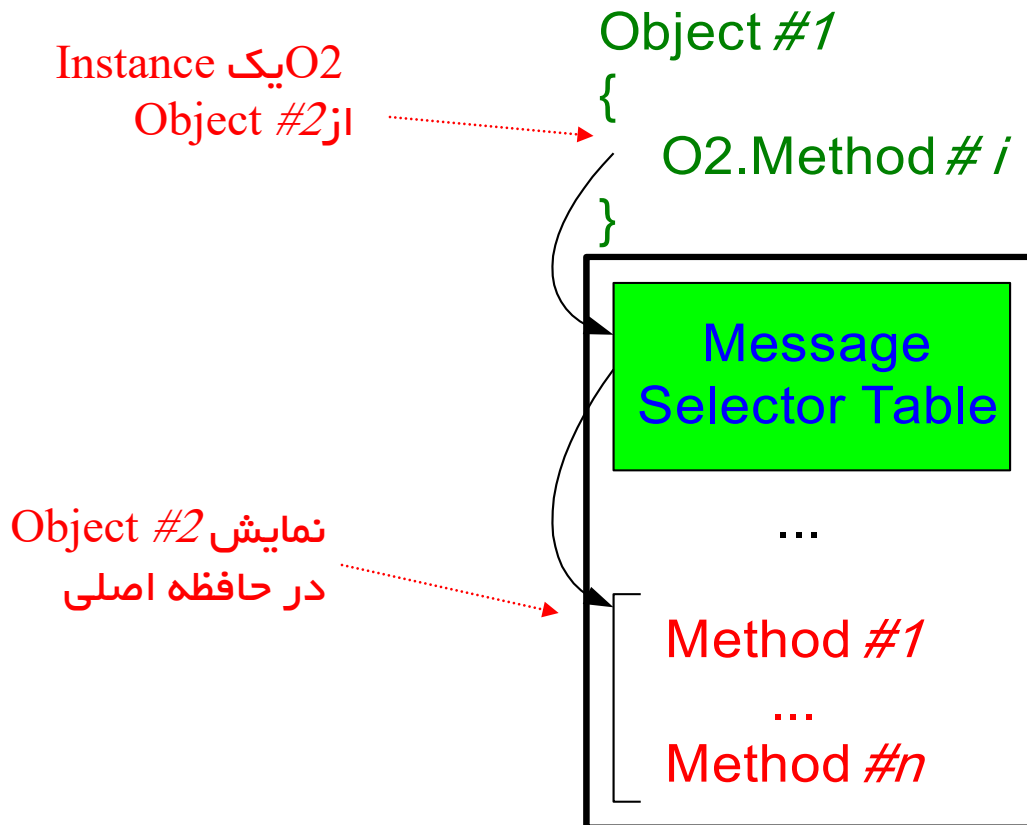 Object #1
{
O2.Method # i
}
O2یک Instance
از Object #2
Message
Selector Table
...
نمایش Object #2
در حافظه اصلی
Method #1
...
Method #n